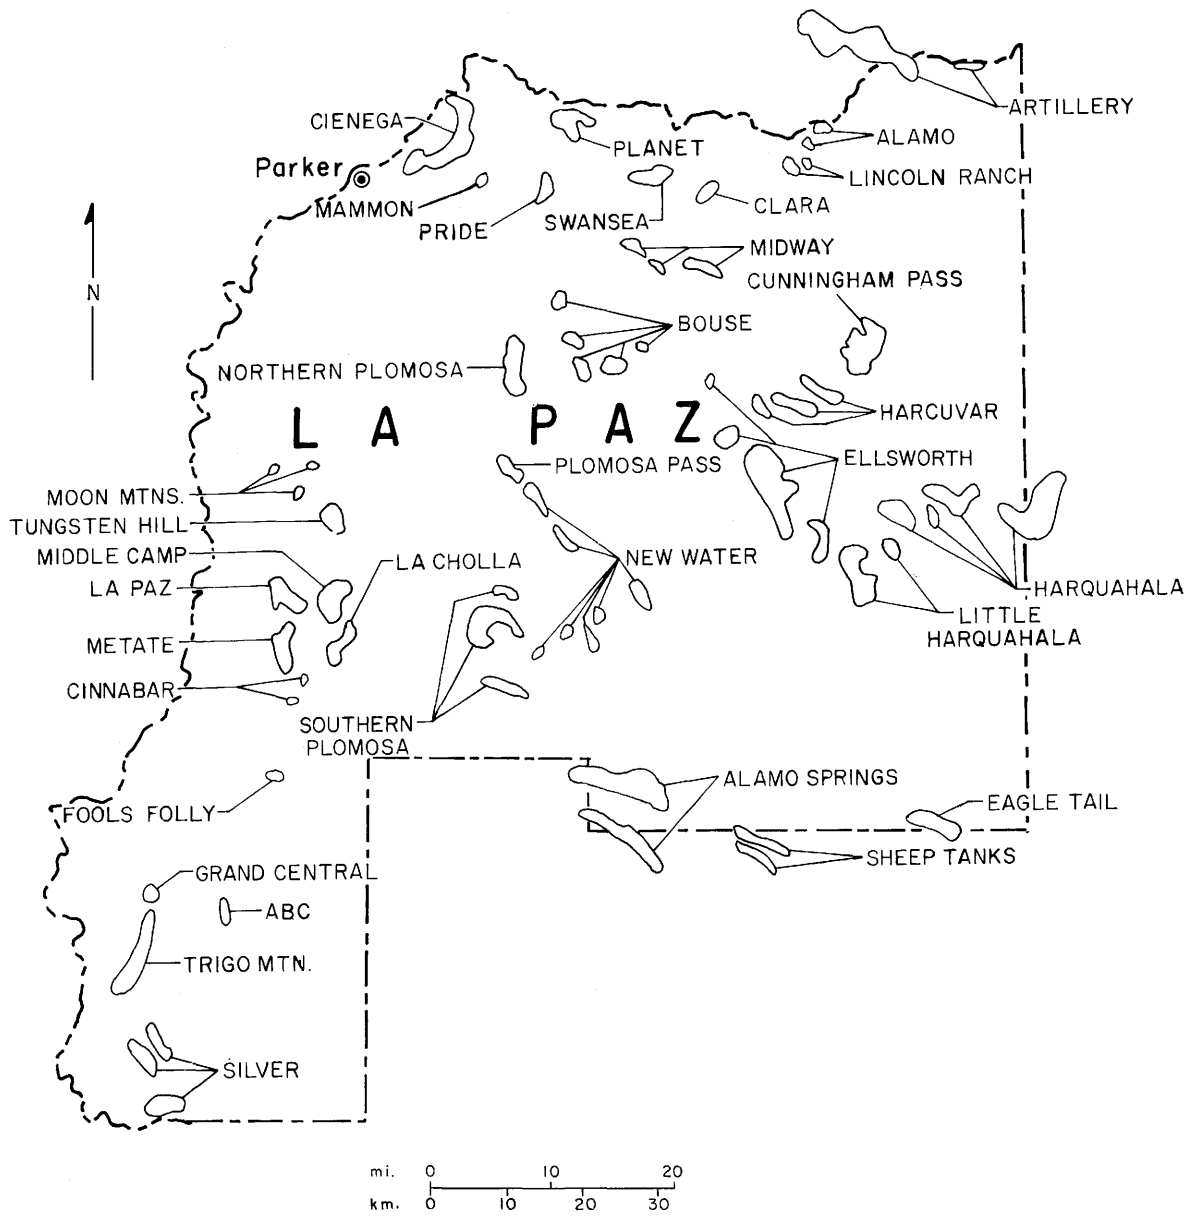 ARTILLERY
CIENEGA
ALAMO
PLANET
Parker
LINCOLN RANCH
MAMMON
CLARA
SWANSEA
PRIDE
MIDWAY
CUNNINGHAM PASS
N
BOUSE
NORTHERN PLOMOSA
HARCUVAR
LA PAZ
ELLSWORTH
PLOMOSA PASS
MOON MTNS.
TUNGSTEN HILL
MIDDLE CAMP
LA CHOLLA
NEW WATER
LA PAZ
HARQUAHALA
LITTLE
HARQUAHALA
METATE
CINNABAR
SOUTHERN
PLOMOSA
ALAMO SPRINGS
EAGLE TAIL
FOOLS FOLLY
SHEEP TANKS
GRAND CENTRAL
ABC
TRIGO MTN.
SILVER
mi. 0 10 20
km. 0 10 20 30